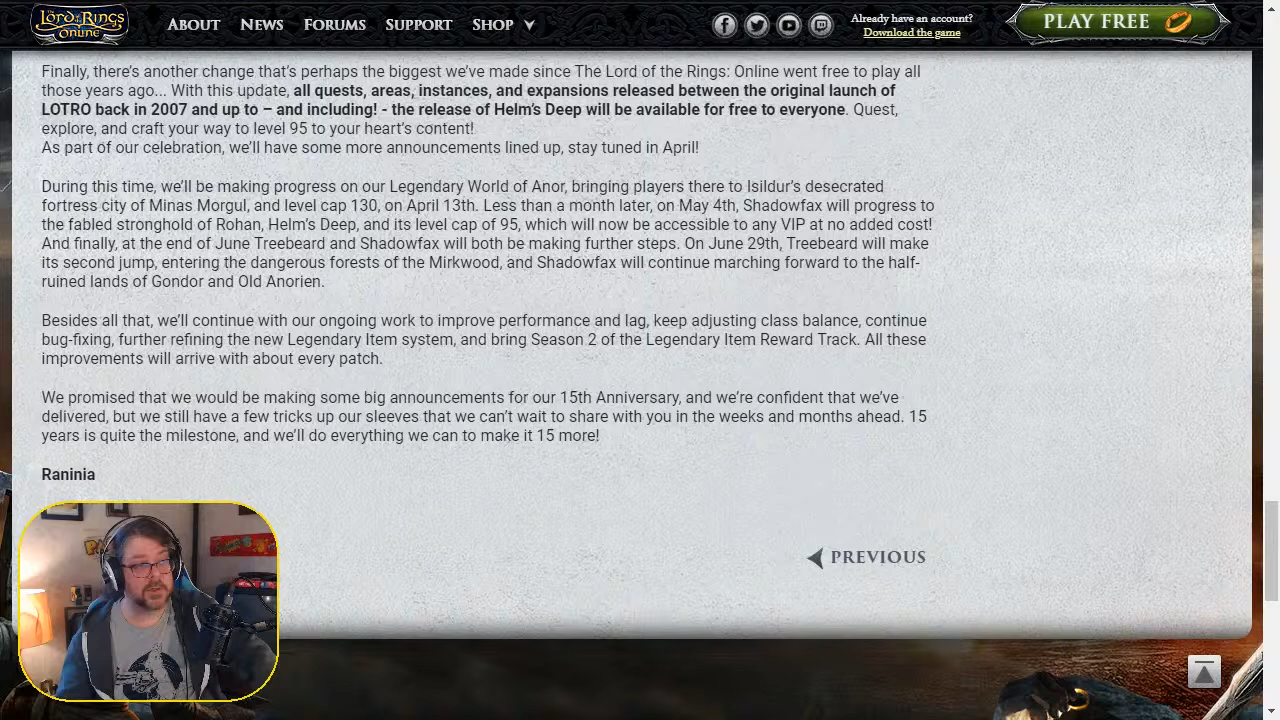 The
Lord of the Rings
Online
ABOUT
NEWS
FORUMS
SUPPORT
SHOP
Already have an account?
Download the game
PLAY FREE
Finally, there's another change that's perhaps the biggest we've made since The Lord of the Rings: Online went free to play all
those years ago... With this update, all quests, areas, instances, and expansions released between the original launch of
LOTRO back in 2007 and up to – and including! - the release of Helm's Deep will be available for free to everyone. Quest,
explore, and craft your way to level 95 to your heart's content!
As part of our celebration, we'll have some more announcements lined up, stay tuned in April!
During this time, we'll be making progress on our Legendary World of Anor, bringing players there to Isildur's desecrated
fortress city of Minas Morgul, and level cap 130, on April 13th. Less than a month later, on May 4th, Shadowfax will progress to
the fabled stronghold of Rohan, Helm's Deep, and its level cap of 95, which will now be accessible to any VIP at no added cost!
And finally, at the end of June Treebeard and Shadowfax will both be making further steps. On June 29th, Treebeard will make
its second jump, entering the dangerous forests of the Mirkwood, and Shadowfax will continue marching forward to the half-
ruined lands of Gondor and Old Anorien.
Besides all that, we'll continue with our ongoing work to improve performance and lag, keep adjusting class balance, continue
bug-fixing, further refining the new Legendary Item system, and bring Season 2 of the Legendary Item Reward Track. All these
improvements will arrive with about every patch.
We promised that we would be making some big announcements for our 15th Anniversary, and we're confident that we've
delivered, but we still have a few tricks up our sleeves that we can't wait to share with you in the weeks and months ahead. 15
years is quite the milestone, and we'll do everything we can to make it 15 more!
Raninia
PREVIOUS